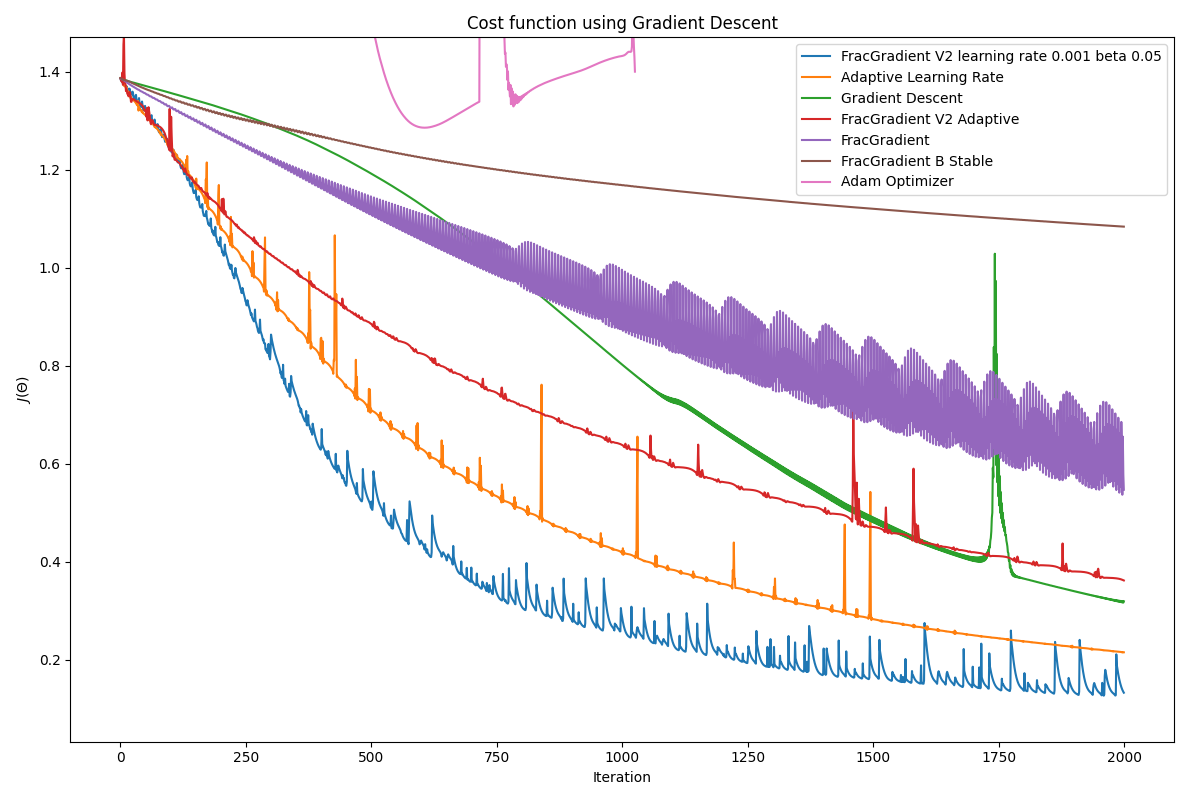 Cost function using Gradient Descent
FracGradient V2 learning rate 0.001 beta 0.05
Adaptive Learning Rate
Gradient Descent
FracGradient V2 Adaptive
FracGradient
FracGradient B Stable
Adam Optimizer
1.4
1.2
1.0
0.8
0.6
0.4
0.2
J(Θ)
0 250 500 750 1000 1250 1500 1750 2000
Iteration